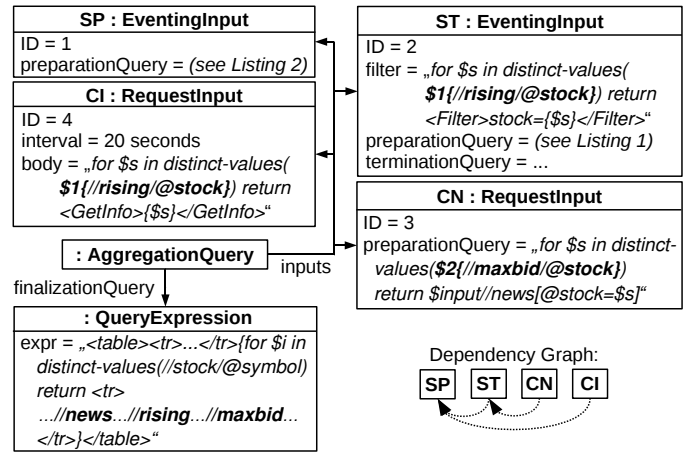 SP : EventingInput
ID = 1
preparationQuery = (see Listing 2)
ST : EventingInput
ID = 2
filter = „for $s in distinct-values(
$1{//rising/@stock}) return
<Filter>stock={$s}</Filter>“
preparationQuery = (see Listing 1)
terminationQuery = ...
CI : RequestInput
ID = 4
interval = 20 seconds
body = „for $s in distinct-values(
$1{//rising/@stock}) return
<GetInfo>{$s}</GetInfo>“
CN : RequestInput
ID = 3
preparationQuery = „for $s in distinct-
values($2{//maxbid/@stock})
return $input//news[@stock=$s]“
: AggregationQuery
inputs
finalizationQuery
: QueryExpression
expr = „<table><tr>...</tr>{for $i in
distinct-values(//stock/@symbol)
return <tr>
...//news...//rising...//maxbid...
</tr>}</table>“
Dependency Graph:
SP ST CN CI